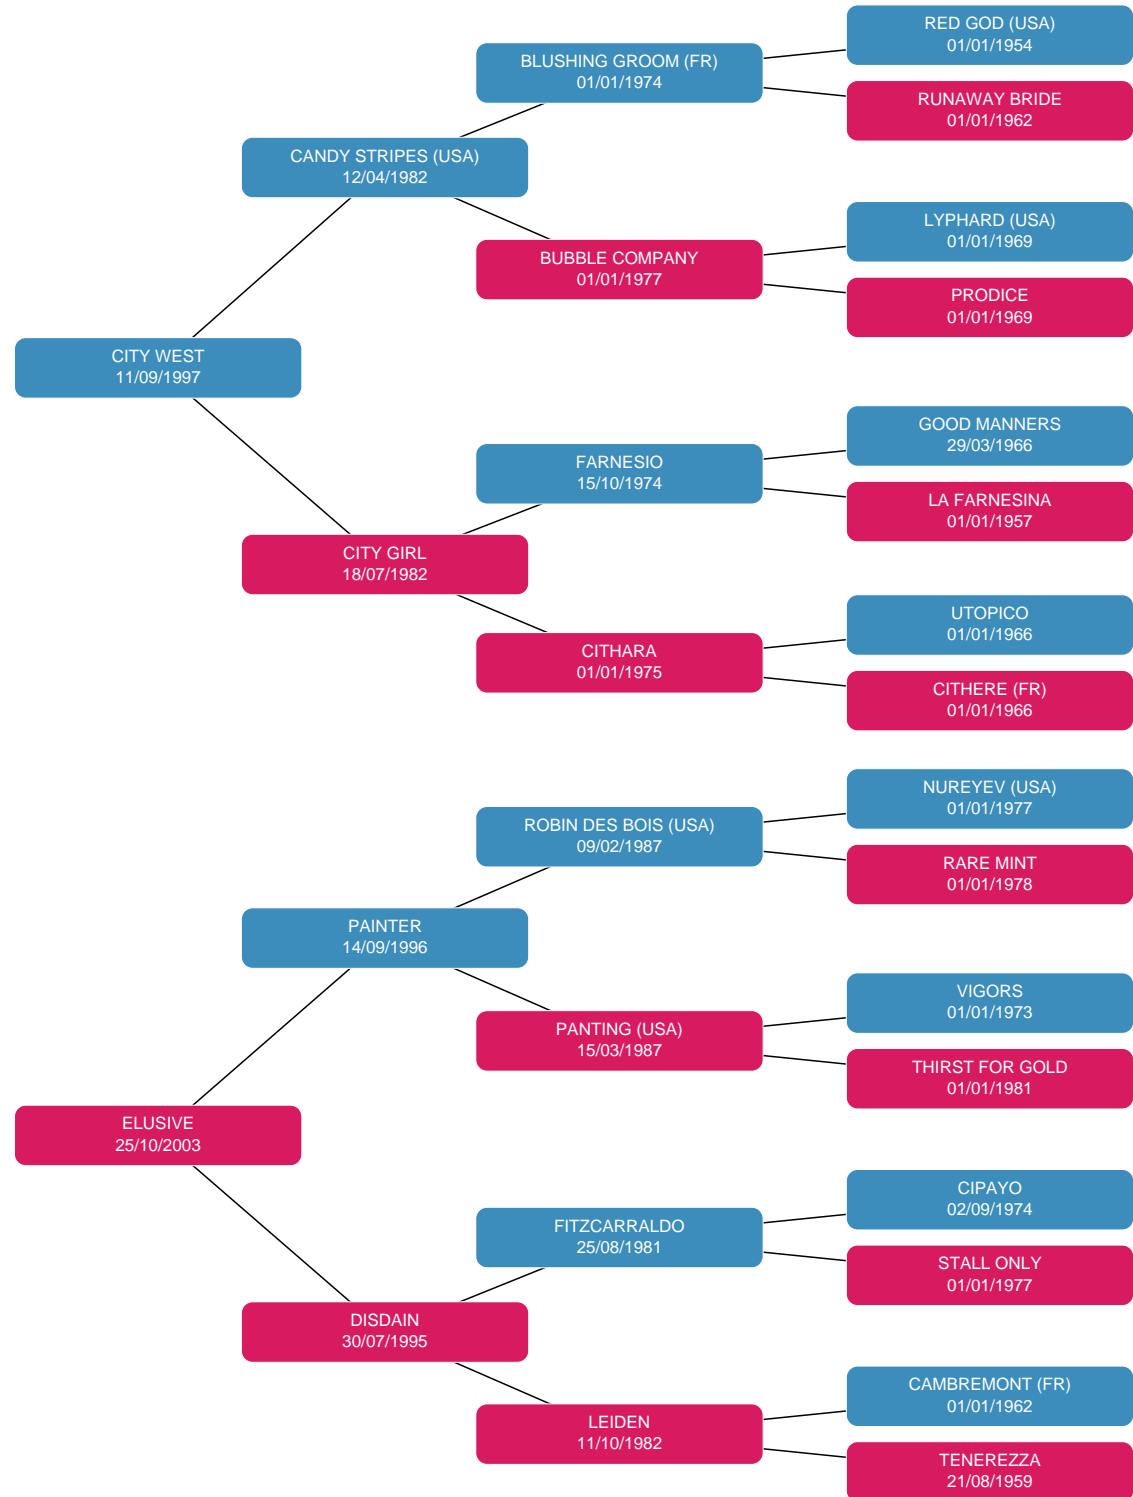 RED GOD (USA)
01/01/1954
BLUSHING GROOM (FR)
01/01/1974
RUNAWAY BRIDE
01/01/1962
CANDY STRIPES (USA)
12/04/1982
LYPHARD (USA)
01/01/1969
BUBBLE COMPANY
01/01/1977
PRODICE
01/01/1969
CITY WEST
11/09/1997
GOOD MANNERS
29/03/1966
FARNESIO
15/10/1974
LA FARNESINA
01/01/1957
CITY GIRL
18/07/1982
UTOPICO
01/01/1966
CITHARA
01/01/1975
CITHERE (FR)
01/01/1966
NUREYEV (USA)
01/01/1977
ROBIN DES BOIS (USA)
09/02/1987
RARE MINT
01/01/1978
PAINTER
14/09/1996
VIGORS
01/01/1973
PANTING (USA)
15/03/1987
THIRST FOR GOLD
01/01/1981
ELUSIVE
25/10/2003
CIPAYO
02/09/1974
FITZCARRALDO
25/08/1981
STALL ONLY
01/01/1977
DISDAIN
30/07/1995
CAMBREMONT (FR)
01/01/1962
LEIDEN
11/10/1982
TENEREZZA
21/08/1959